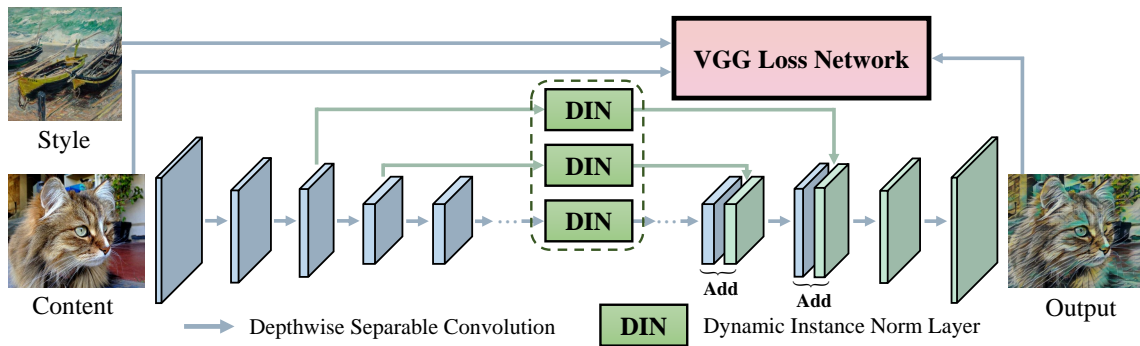 VGG Loss Network
DIN
Style
DIN
DIN
Add
Add
Content
Output
Depthwise Separable Convolution
DIN
Dynamic Instance Norm Layer